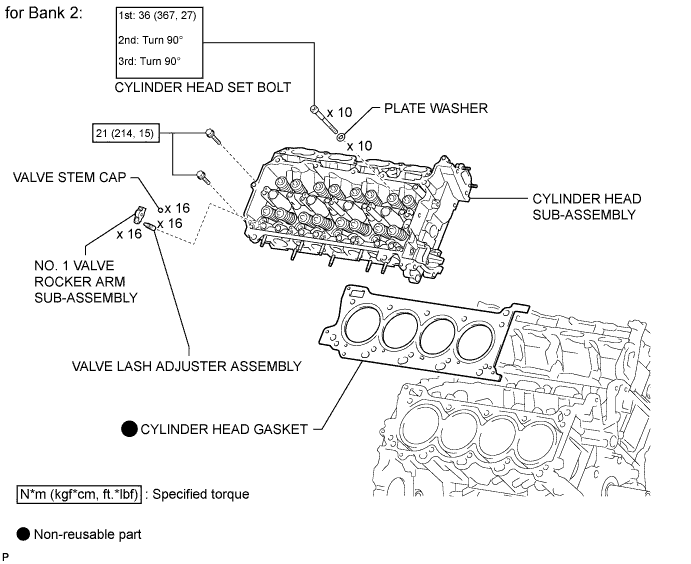 for Bank 2:
1st: 36 (367, 27)
2nd: Turn 90°
3rd: Turn 90°
CYLINDER HEAD SET BOLT
x 10
PLATE WASHER
x 10
21 (214, 15)
VALVE STEM CAP
x 16
x 16
x 16
CYLINDER HEAD
SUB-ASSEMBLY
NO. 1 VALVE
ROCKER ARM
SUB-ASSEMBLY
VALVE LASH ADJUSTER ASSEMBLY
CYLINDER HEAD GASKET
N*m (kgf*cm, ft.*lbf) : Specified torque
Non-reusable part
P